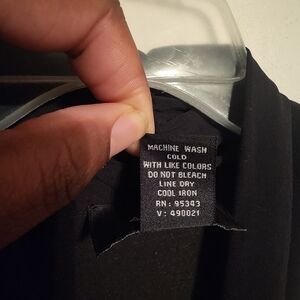 MACHINE WASH
COLD
WITH LIKE COLORS
DO NOT BLEACH
LINE DRY
COOL IRON
RN: 95343
V: 490021